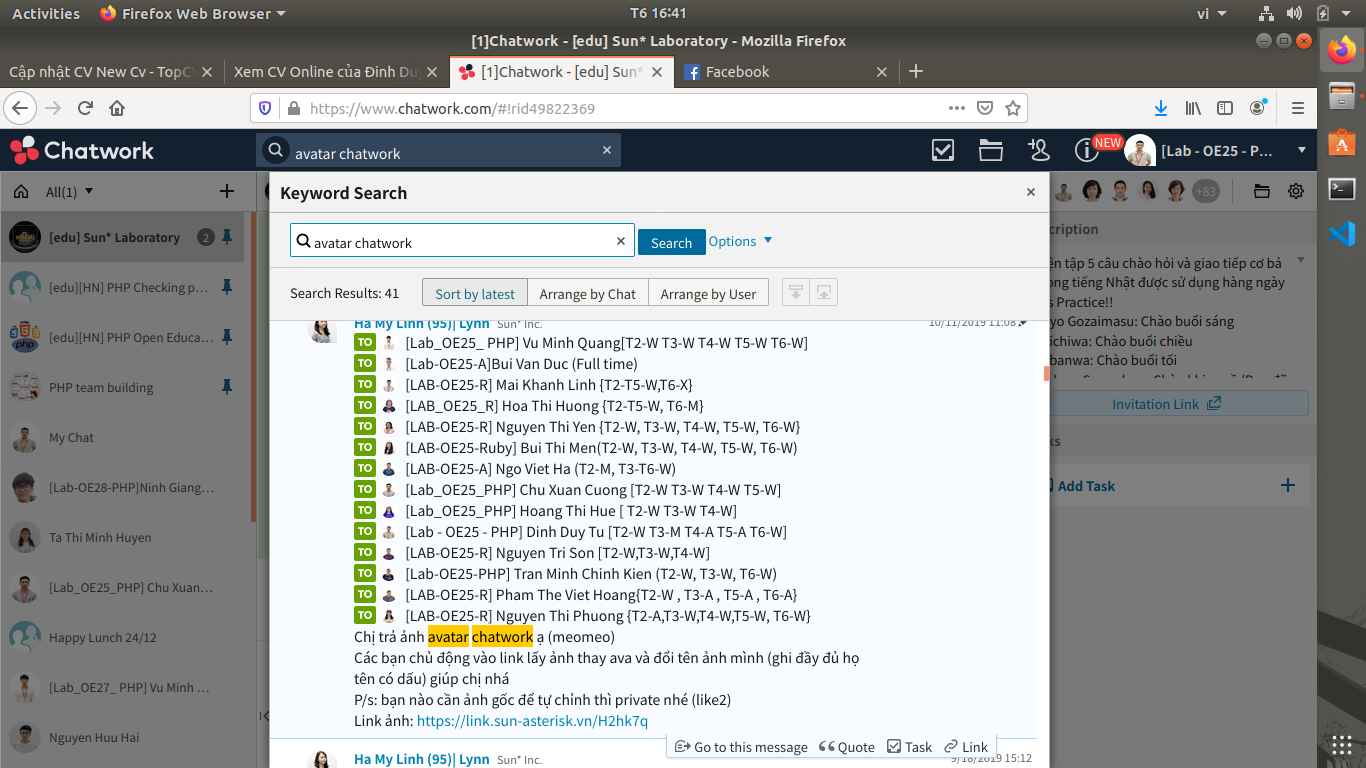 Activities
Firefox Web Browser
T6 16:41
vi
[1]Chatwork - [edu] Sun* Laboratory - Mozilla Firefox
Cập nhật CV New Cv - TopC
Xem CV Online của Đinh Du
[1]Chatwork - [edu] Sun*
Facebook
https://www.chatwork.com/#!rid49822369
Chatwork
avatar chatwork
NEW
[Lab - OE25 - P...
All(1)
Keyword Search
+83
[edu] Sun* Laboratory
2
[edu][HN] PHP Checking p...
[edu][HN] PHP Open Educa...
PHP team building
My Chat
[Lab-OE28-PHP]Ninh Giang...
Ta Thi Minh Huyen
[Lab_OE25_PHP] Chu Xuan...
Happy Lunch 24/12
[Lab_OE27_ PHP] Vu Minh ...
Nguyen Huu Hai
avatar chatwork
Search
Options
Search Results: 41
Sort by latest
Arrange by Chat
Arrange by User
Ha My Linh (95)| Lynn Sun* Inc.
10/11/2019 11:08
TO [Lab_OE25_ PHP] Vu Minh Quang[T2-W T3-W T4-W T5-W T6-W]
TO [Lab-OE25-A]Bui Van Duc (Full time)
TO [LAB-OE25-R] Mai Khanh Linh {T2-T5-W,T6-X}
TO [LAB_OE25_R] Hoa Thi Huong {T2-T5-W, T6-M}
TO [LAB-OE25-R] Nguyen Thi Yen {T2-W, T3-W, T4-W, T5-W, T6-W}
TO [LAB-OE25-Ruby] Bui Thi Men(T2-W, T3-W, T4-W, T5-W, T6-W)
TO [LAB-OE25-A] Ngo Viet Ha (T2-M, T3-T6-W)
TO [Lab_OE25_PHP] Chu Xuan Cuong [T2-W T3-W T4-W T5-W]
TO [Lab_OE25_PHP] Hoang Thi Hue [ T2-W T3-W T4-W]
TO [Lab - OE25 - PHP] Dinh Duy Tu [T2-W T3-M T4-A T5-A T6-W]
TO [LAB-OE25-R] Nguyen Tri Son [T2-W,T3-W,T4-W]
TO [Lab-OE25-PHP] Tran Minh Chinh Kien (T2-W, T3-W, T6-W)
TO [LAB-OE25-R] Pham The Viet Hoang{T2-W , T3-A , T5-A , T6-A}
TO [LAB-OE25-R] Nguyen Thi Phuong {T2-A,T3-W,T4-W,T5-W, T6-W}
Chị trả ảnh avatar chatwork ạ (meomeo)
Các bạn chủ động vào link lấy ảnh thay ava và đổi tên ảnh mình (ghi đầy đủ họ
tên có dấu) giúp chị nhá
P/s: bạn nào cần ảnh gốc để tự chỉnh thì private nhé (like2)
Link ảnh: https://link.sun-asterisk.vn/H2hk7q
Go to this message
Quote
Task
Link
Ha My Linh (95)| Lynn Sun* Inc.
9/18/2019 15:12
cription
tập 5 câu chào hỏi và giao tiếp cơ bả
ong tiếng Nhật được sử dụng hàng ngày
Practice!!
yo Gozaimasu: Chào buổi sáng
ichiwa: Chào buổi chiều
banwa: Chào buổi tối
Invitation Link
ks
Add Task